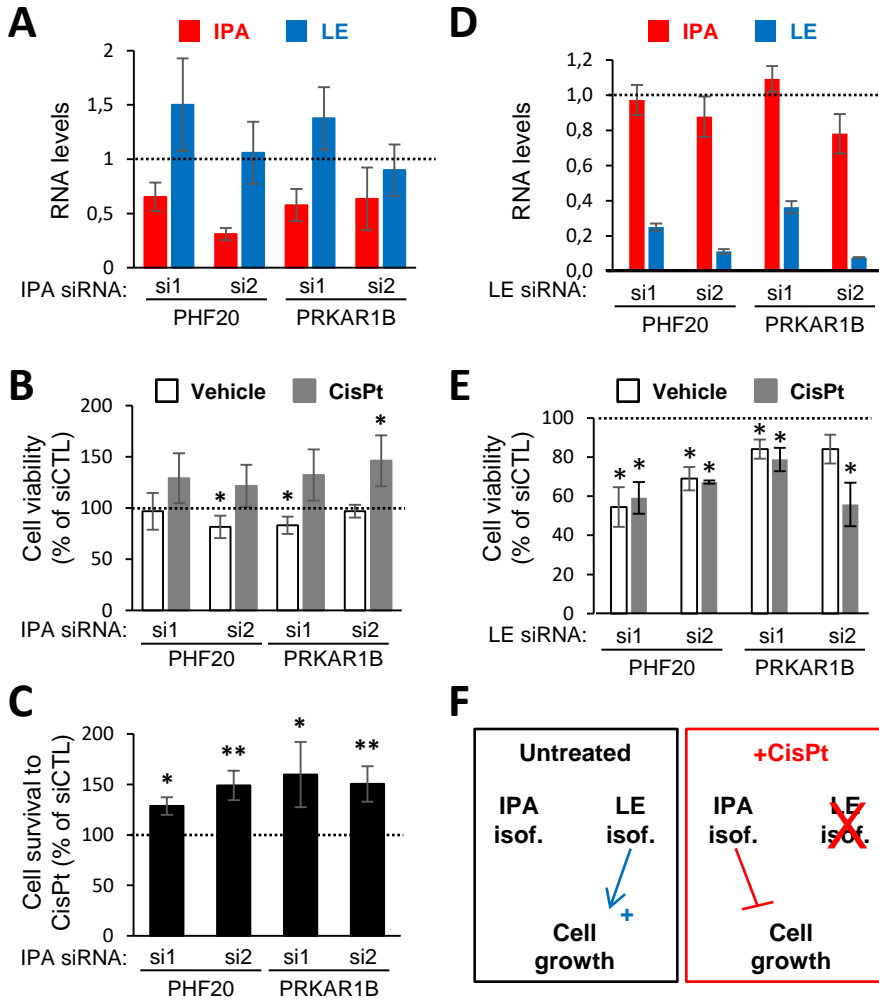 A
IPA LE
RNA levels
2
1,5
1
0,5
0
IPA siRNA: si1 si2 si1 si2
PHF20 PRKAR1B
B
Vehicle CisPt
Cell viability
(% of siCTL)
200
150
100
50
0
* * *
IPA siRNA: si1 si2 si1 si2
PHF20 PRKAR1B
C
Cell survival to
CisPt (% of siCTL)
200
150
100
50
0
* ** * **
IPA siRNA: si1 si2 si1 si2
PHF20 PRKAR1B
D
IPA LE
RNA levels
1,2
1,0
0,8
0,6
0,4
0,2
0,0
LE siRNA: si1 si2 si1 si2
PHF20 PRKAR1B
E
Vehicle CisPt
Cell viability
(% of siCTL)
100
80
60
40
20
0
* * * * * * *
LE siRNA: si1 si2 si1 si2
PHF20 PRKAR1B
F
Untreated
IPA LE
isof. isof.
+
Cell
growth
+CisPt
IPA LE
isof. isof.
Cell
growth